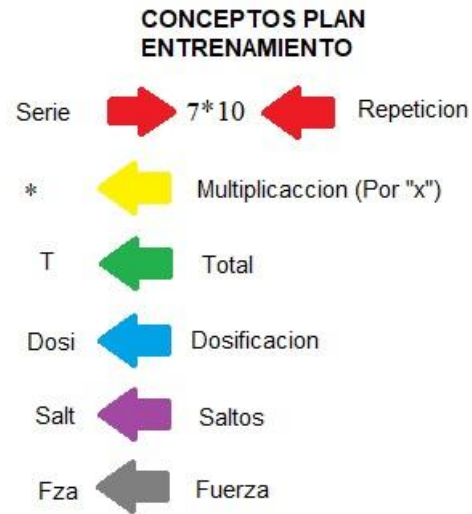 CONCEPTOS PLAN
ENTRENAMIENTO
Serie 7*10 Repeticion
* Multiplicaccion (Por "x")
T Total
Dosi Dosificacion
Salt Saltos
Fza Fuerza